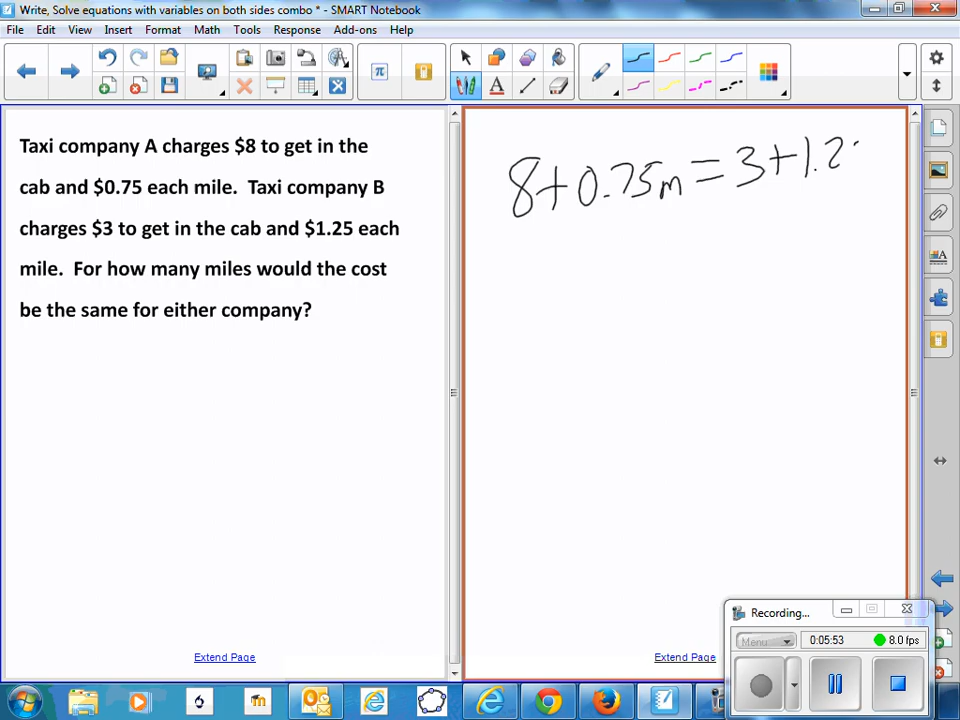 Write, Solve equations with variables on both sides combo * - SMART Notebook
File Edit View Insert Format Math Tools Response Add-ons Help
Taxi company A charges $8 to get in the
cab and $0.75 each mile. Taxi company B
charges $3 to get in the cab and $1.25 each
mile. For how many miles would the cost
be the same for either company?
8+0.75m=3+1.2
Recording...
Menu 0:05:53 8.0 fps
Extend Page
Extend Page